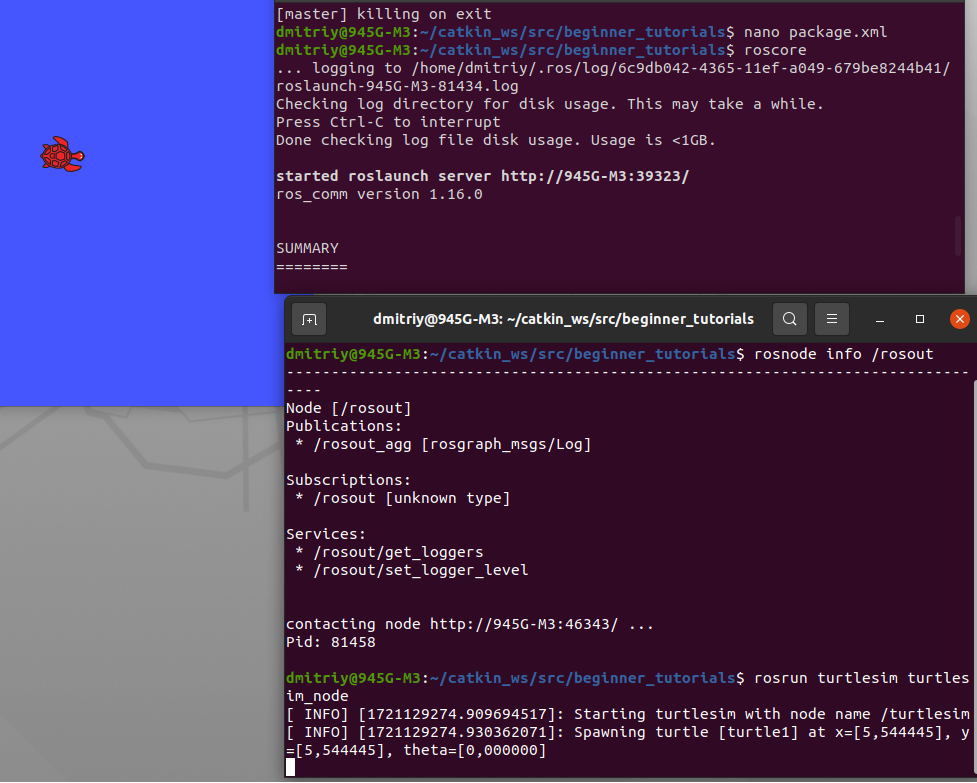 [master] killing on exit
dmitriy@945G-M3:~/catkin_ws/src/beginner_tutorials$ nano package.xml
dmitriy@945G-M3:~/catkin_ws/src/beginner_tutorials$ roscore
... logging to /home/dmitriy/.ros/log/6c9db042-4365-11ef-a049-679be8244b41/
roslaunch-945G-M3-81434.log
Checking log directory for disk usage. This may take a while.
Press Ctrl-C to interrupt
Done checking log file disk usage. Usage is <1GB.
started roslaunch server http://945G-M3:39323/
ros_comm version 1.16.0
SUMMARY
========
dmitriy@945G-M3: ~/catkin_ws/src/beginner_tutorials
dmitriy@945G-M3:~/catkin_ws/src/beginner_tutorials$ rosnode info /rosout
----------------------------------------------------------------------------
----
Node [/rosout]
Publications:
 * /rosout_agg [rosgraph_msgs/Log]
Subscriptions:
 * /rosout [unknown type]
Services:
 * /rosout/get_loggers
 * /rosout/set_logger_level
contacting node http://945G-M3:46343/ ...
Pid: 81458
dmitriy@945G-M3:~/catkin_ws/src/beginner_tutorials$ rosrun turtlesim turtles
im_node
[ INFO] [1721129274.909694517]: Starting turtlesim with node name /turtlesim
[ INFO] [1721129274.930362071]: Spawning turtle [turtle1] at x=[5,544445], y
=[5,544445], theta=[0,000000]